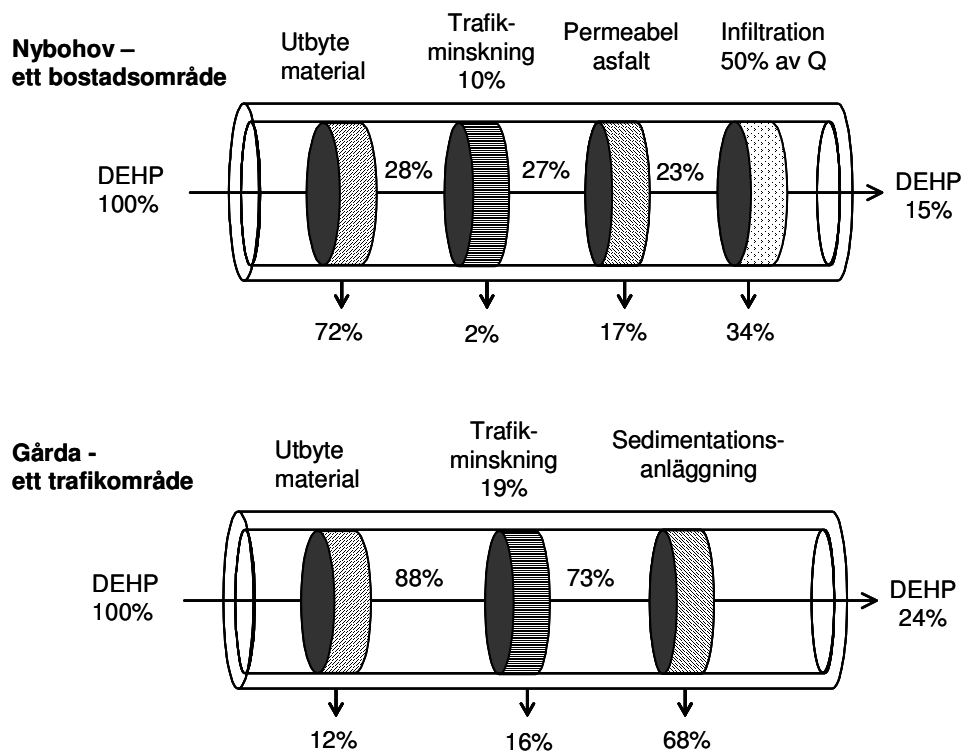 Nybohov –
ett bostadsområde
Utbyte
material
Trafik-
minskning
10%
Permeabel
asfalt
Infiltration
50% av Q
DEHP
100%
28%
27%
23%
DEHP
15%
72%
2%
17%
34%
Gårda -
ett trafikområde
Utbyte
material
Trafik-
minskning
19%
Sedimentations-
anläggning
DEHP
100%
88%
73%
DEHP
24%
12%
16%
68%